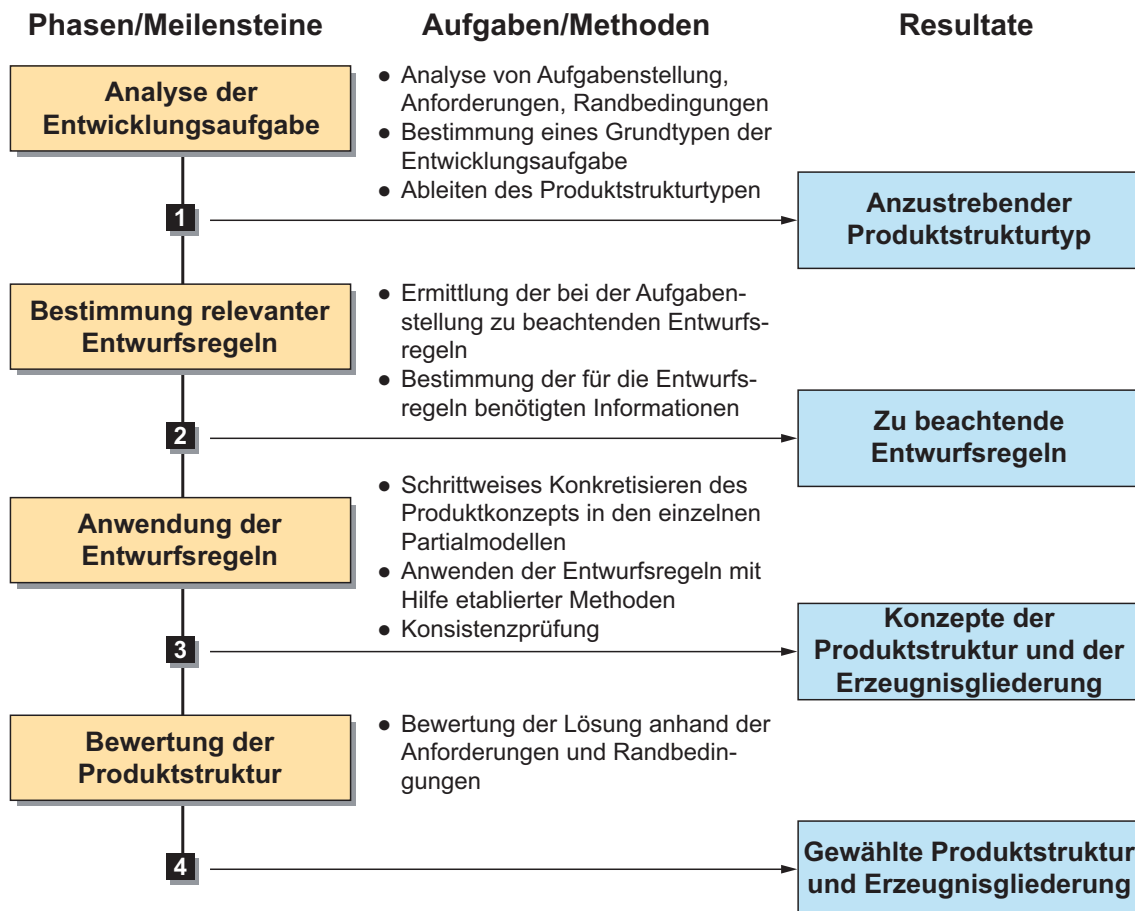 Phasen/Meilensteine
Aufgaben/Methoden
Resultate
Analyse der
Entwicklungsaufgabe
● Analyse von Aufgabenstellung,
Anforderungen, Randbedingungen
● Bestimmung eines Grundtypen der
Entwicklungsaufgabe
● Ableiten des Produktstrukturtypen
1
Anzustrebender
Produktstrukturtyp
Bestimmung relevanter
Entwurfsregeln
● Ermittlung der bei der Aufgaben-
stellung zu beachtenden Entwurfs-
regeln
● Bestimmung der für die Entwurfs-
regeln benötigten Informationen
2
Zu beachtende
Entwurfsregeln
Anwendung der
Entwurfsregeln
● Schrittweises Konkretisieren des
Produktkonzepts in den einzelnen
Partialmodellen
● Anwenden der Entwurfsregeln mit
Hilfe etablierter Methoden
● Konsistenzprüfung
3
Konzepte der
Produktstruktur und der
Erzeugnisgliederung
Bewertung der
Produktstruktur
● Bewertung der Lösung anhand der
Anforderungen und Randbedin-
gungen
4
Gewählte Produktstruktur
und Erzeugnisgliederung